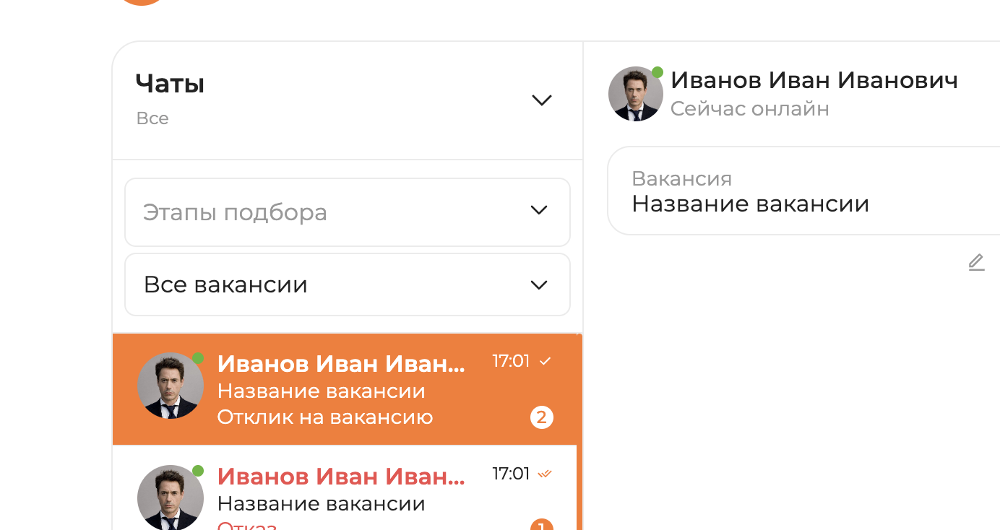 Чаты
Все
Этапы подбора
Все вакансии
Иванов Иван Иван...
17:01
Название вакансии
Отклик на вакансию
2
Иванов Иван Иван...
17:01
Название вакансии
Отказ
1
Иванов Иван Иванович
Сейчас онлайн
Вакансия
Название вакансии